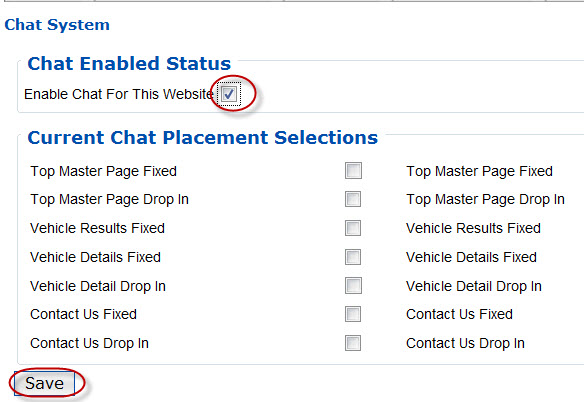 Chat System
Chat Enabled Status
Enable Chat For This Website
Current Chat Placement Selections
Top Master Page Fixed Top Master Page Fixed
Top Master Page Drop In Top Master Page Drop In
Vehicle Results Fixed Vehicle Results Fixed
Vehicle Details Fixed Vehicle Details Fixed
Vehicle Detail Drop In Vehicle Detail Drop In
Contact Us Fixed Contact Us Fixed
Contact Us Drop In Contact Us Drop In
Save